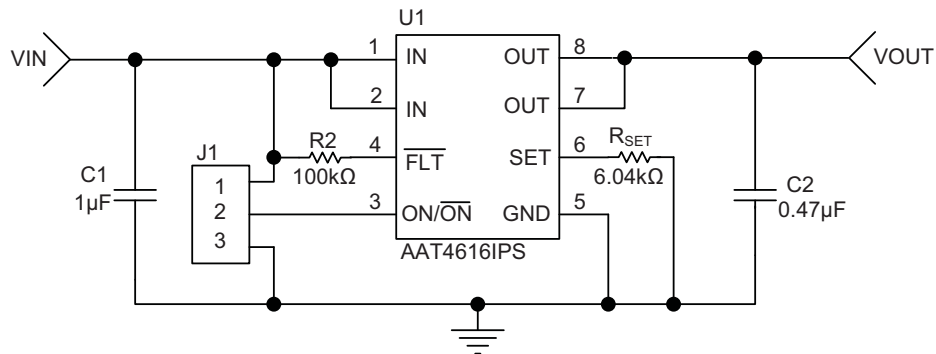 U1
VIN
1
IN
OUT
8
VOUT
2
IN
OUT
7
R2
4
FLT
SET
6
RSET
100kΩ
6.04kΩ
J1
1
2
3
C1
1µF
3
ON/ON
GND
5
C2
0.47µF
AAT4616IPS